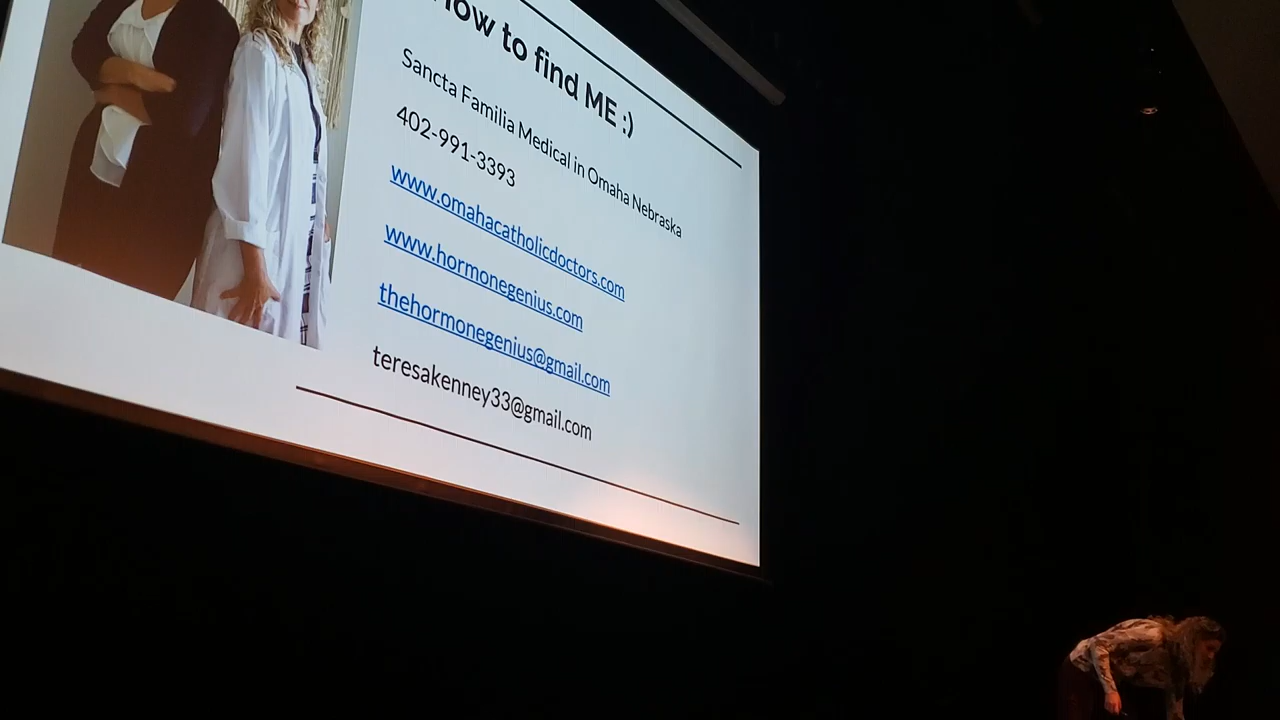 How to find ME :)
Sancta Familia Medical in Omaha Nebraska
402-991-3393
www.omahacatholicdoctors.com
www.hormonegenius.com
thehormonegenius@gmail.com
teresakenney33@gmail.com